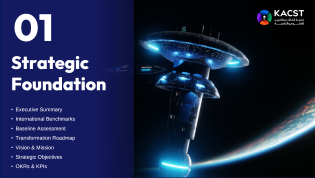 01
KACST
Strategic
Foundation
• Executive Summary
• International Benchmarks
• Baseline Assessment
• Transformation Roadmap
• Vision & Mission
• Strategic Objectives
• OKRs & KPIs